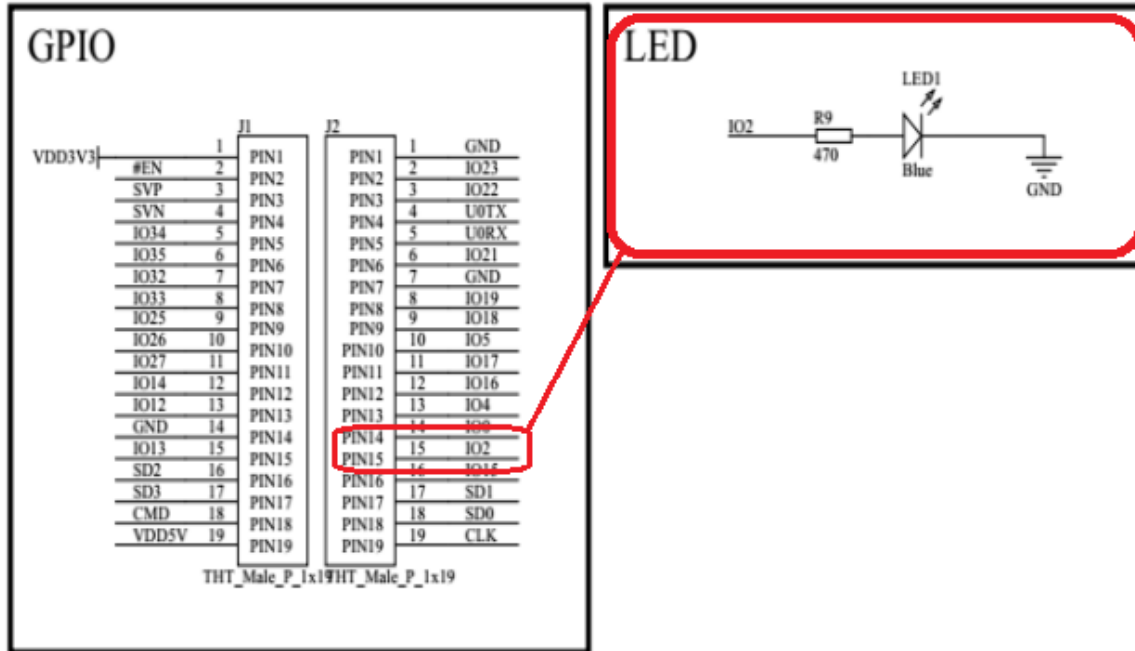 GPIO
J1
VDD3V3 1 PIN1
#EN 2 PIN2
SVP 3 PIN3
SVN 4 PIN4
IO34 5 PIN5
IO35 6 PIN6
IO32 7 PIN7
IO33 8 PIN8
IO25 9 PIN9
IO26 10 PIN10
IO27 11 PIN11
IO14 12 PIN12
IO12 13 PIN13
GND 14 PIN14
IO13 15 PIN15
SD2 16 PIN16
SD3 17 PIN17
CMD 18 PIN18
VDD5V 19 PIN19
THT_Male_P_1x19
J2
PIN1 1 GND
PIN2 2 IO23
PIN3 3 IO22
PIN4 4 U0TX
PIN5 5 U0RX
PIN6 6 IO21
PIN7 7 GND
PIN8 8 IO19
PIN9 9 IO18
PIN10 10 IO5
PIN11 11 IO17
PIN12 12 IO16
PIN13 13 IO4
PIN14 14 IO0
PIN15 15 IO2
PIN16 16 IO15
PIN17 17 SD1
PIN18 18 SD0
PIN19 19 CLK
THT_Male_P_1x19
LED
LED1
IO2 R9
470
Blue
GND